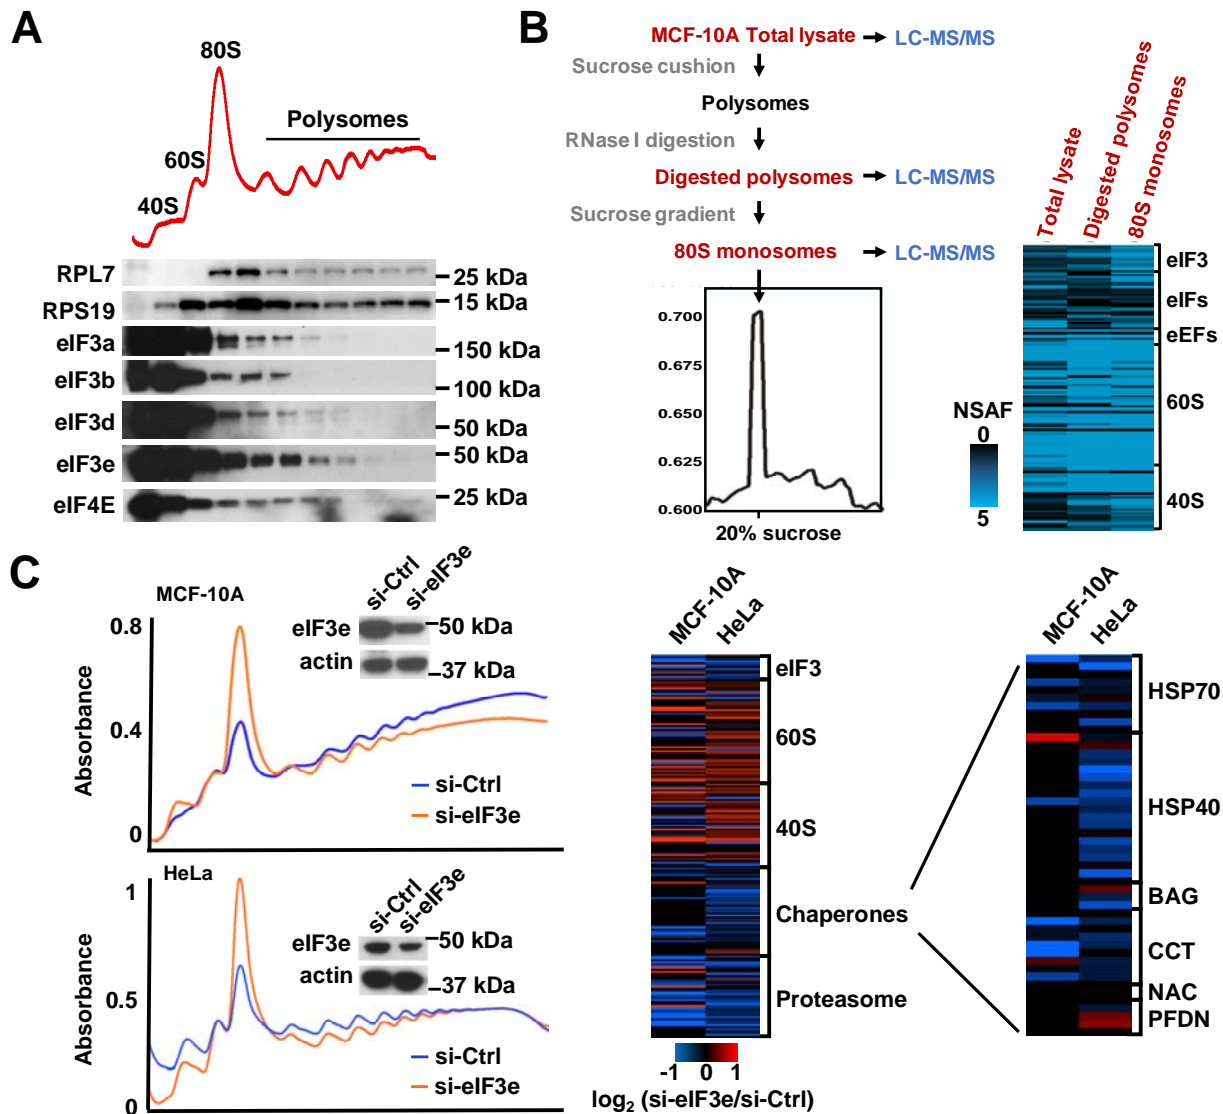 A
80S
Polysomes
60S
40S
RPL7
25 kDa
RPS19
15 kDa
eIF3a
150 kDa
eIF3b
100 kDa
eIF3d
50 kDa
eIF3e
50 kDa
eIF4E
25 kDa
B
MCF-10A Total lysate
LC-MS/MS
Sucrose cushion
Polysomes
RNase I digestion
Digested polysomes
LC-MS/MS
Sucrose gradient
80S monosomes
LC-MS/MS
0.700
0.675
0.650
0.625
0.600
20% sucrose
Total lysate
Digested polysomes
80S monosomes
eIF3
eIFs
eEFs
60S
40S
NSAF
0
5
C
MCF-10A
si-Ctrl
si-eIF3e
eIF3e
50 kDa
actin
37 kDa
Absorbance
0.8
0.4
0
si-Ctrl
si-eIF3e
HeLa
si-Ctrl
si-eIF3e
eIF3e
50 kDa
actin
37 kDa
Absorbance
1
0.5
0
si-Ctrl
si-eIF3e
MCF-10A
HeLa
eIF3
60S
40S
Chaperones
Proteasome
-1 0 1
log₂ (si-eIF3e/si-Ctrl)
MCF-10A
HeLa
HSP70
HSP40
BAG
CCT
NAC
PFDN